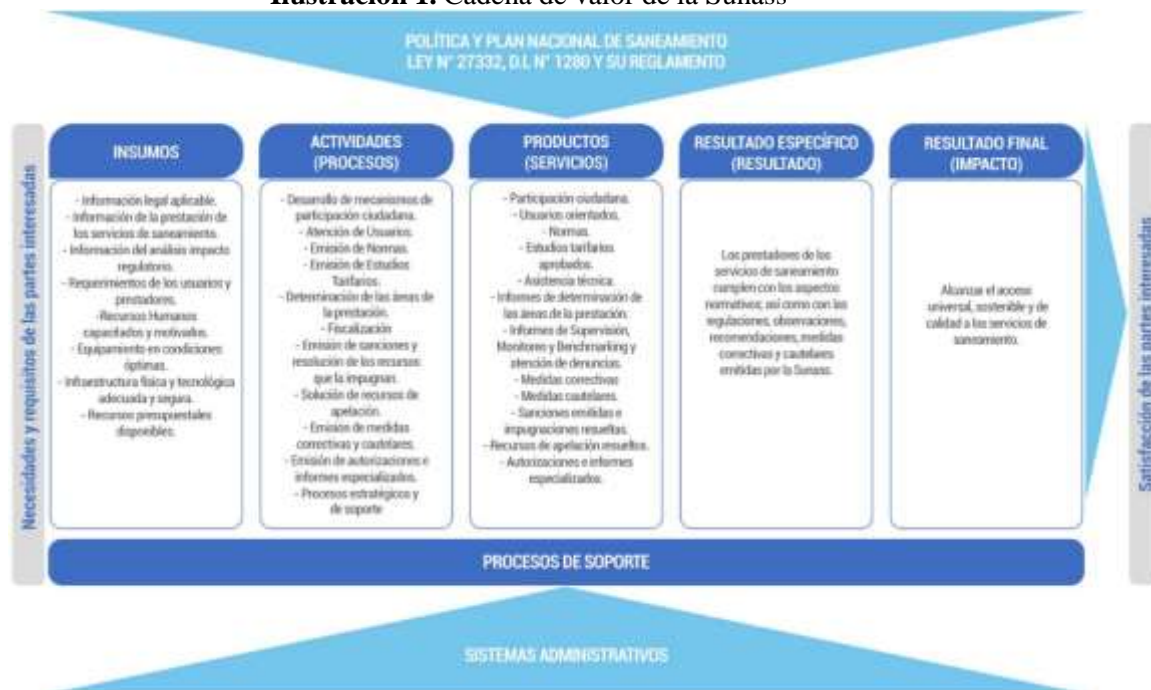 Ilustración 1. Cadena de valor de la Sunass
POLÍTICA Y PLAN NACIONAL DE SANEAMIENTO
LEY N° 27332, D.L N° 1280 Y SU REGLAMENTO
Necesidades y requisitos de las partes interesadas
INSUMOS
- Información legal aplicable.
- Información de la prestación de
los servicios de saneamiento.
- Información del análisis impacto
regulatorio.
- Requerimientos de los usuarios y
prestadores.
-Recursos Humanos
capacitados y motivados.
- Equipamiento en condiciones
óptimas.
- Infraestructura física y tecnológica
adecuada y segura.
- Recursos presupuestales
disponibles.
ACTIVIDADES
(PROCESOS)
- Desarrollo de mecanismos de
participación ciudadana.
- Atención de Usuarios.
- Emisión de Normas.
- Emisión de Estudios
Tarifarios.
- Determinación de las áreas de
la prestación.
- Fiscalización
- Emisión de sanciones y
resolución de los recursos
que la impugnan.
- Solución de recursos de
apelación.
- Emisión de medidas
correctivas y cautelares.
- Emisión de autorizaciones e
informes especializados.
- Procesos estratégicos y
de soporte
PRODUCTOS
(SERVICIOS)
- Participación ciudadana.
- Usuarios orientados.
- Normas.
- Estudios tarifarios
aprobados.
- Asistencia técnica.
- Informes de determinación de
las áreas de la prestación.
- Informes de Supervisión,
Monitoreo y Benchmarking y
atención de denuncias.
- Medidas correctivas
- Medidas cautelares.
- Sanciones emitidas e
impugnaciones resueltas.
- Recursos de apelación resueltos.
- Autorizaciones e informes
especializados.
RESULTADO ESPECÍFICO
(RESULTADO)
Los prestadores de los
servicios de saneamiento
cumplen con los aspectos
normativos; así como con las
regulaciones, observaciones,
recomendaciones, medidas
correctivas y cautelares
emitidas por la Sunass.
RESULTADO FINAL
(IMPACTO)
Alcanzar el acceso
universal, sostenible y de
calidad a los servicios de
saneamiento.
Satisfacción de las partes interesadas
PROCESOS DE SOPORTE
SISTEMAS ADMINISTRATIVOS